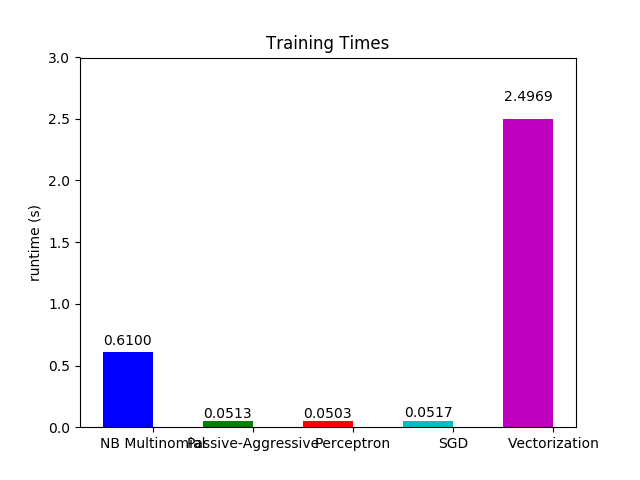 Training Times
3.0
2.5
2.0
1.5
1.0
0.5
0.0
runtime (s)
2.4969
0.6100
0.0513
0.0503
0.0517
NB Multinomial
Passive-Aggressive
Perceptron
SGD
Vectorization